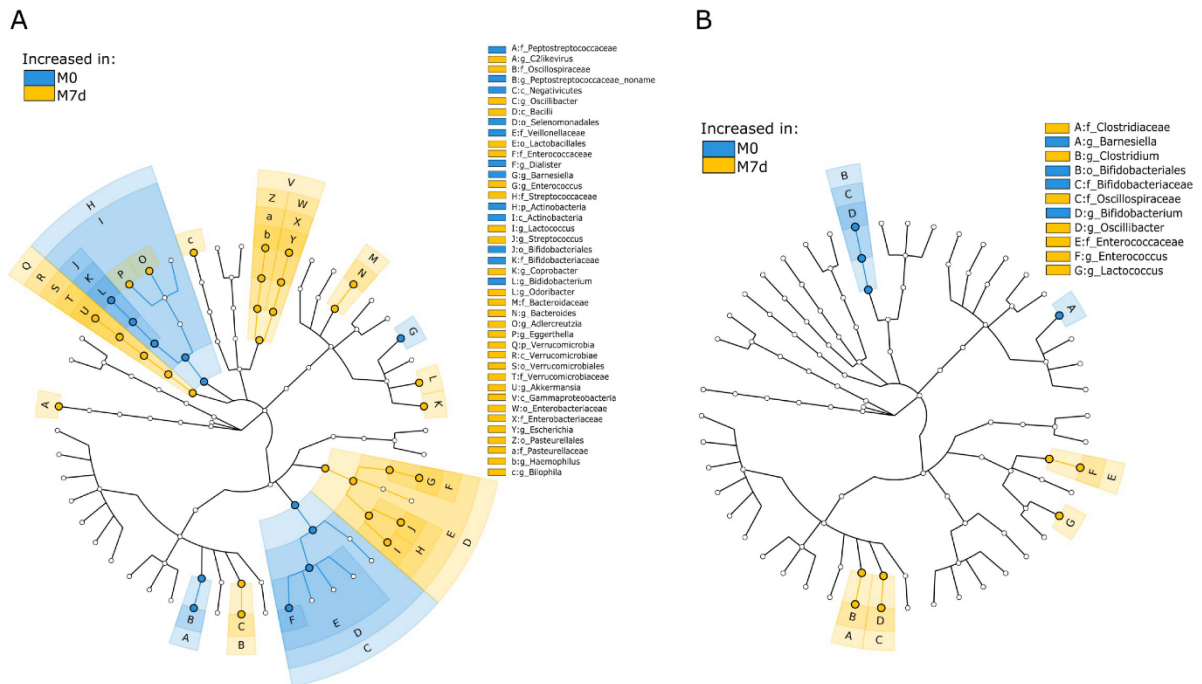 A
Increased in:
M0
M7d
A:f_Peptostreptococcaceae
A:g_C2likevirus
B:f_Oscillospiraceae
B:g_Peptostreptococcaceae_noname
C:c_Negativicutes
C:g_Oscillibacter
D:c_Bacilli
D:o_Selenomonadales
E:f_Veillonellaceae
E:o_Lactobacillales
F:f_Enterococcaceae
F:g_Dialister
G:g_Barnesiella
G:g_Enterococcus
H:f_Streptococcaceae
H:p_Actinobacteria
I:c_Actinobacteria
I:g_Lactococcus
J:g_Streptococcus
J:o_Bifidobacteriales
K:f_Bifidobacteriaceae
K:g_Coprobacter
L:g_Bididobacterium
L:g_Odoribacter
M:f_Bacteroidaceae
N:g_Bacteroides
O:g_Adlercreutzia
P:g_Eggerthella
Q:p_Verrucomicrobia
R:c_Verrucomicrobiae
S:o_Verrucomicrobiales
T:f_Verrucomicrobiaceae
U:g_Akkermansia
V:c_Gammaproteobacteria
W:o_Enterobacteriaceae
X:f_Enterobacteriaceae
Y:g_Escherichia
Z:o_Pasteurellales
a:f_Pasteurellaceae
b:g_Haemophilus
c:g_Bilophila
H
I
J
K
L
P
O
Q
R
S
T
U
c
V
Z
W
a
X
b
Y
M
N
G
L
K
A
G
F
J
E
D
I
H
F
E
D
C
B
A
C
B
B
Increased in:
M0
M7d
A:f_Clostridiaceae
A:g_Barnesiella
B:g_Clostridium
B:o_Bifidobacteriales
C:f_Bifidobacteriaceae
C:f_Oscillospiraceae
D:g_Bifidobacterium
D:g_Oscillibacter
E:f_Enterococcaceae
F:g_Enterococcus
G:g_Lactococcus
B
C
D
A
F
E
G
B
D
A
C